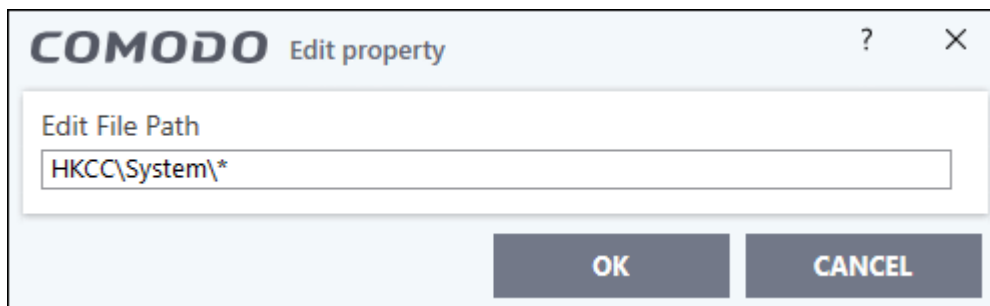 COMODO Edit property ?
Edit File Path
HKCC\System\*
OK CANCEL